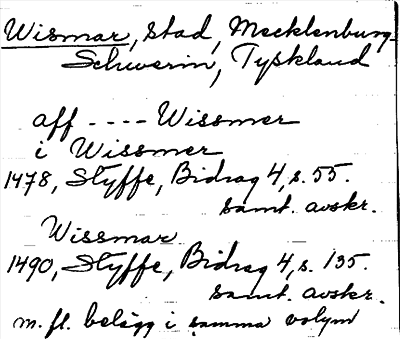 Wismar, stad, Mecklenburg-
Schwerin, Tyskland
aff ---- Wissmer
i Wissmer
1478, Styffe, Bidrag 4, s. 55.
samt. avskr.
Wissmar
1490, Styffe, Bidrag 4, s. 135.
samt. avskr.
m. fl. belägg i samma volym